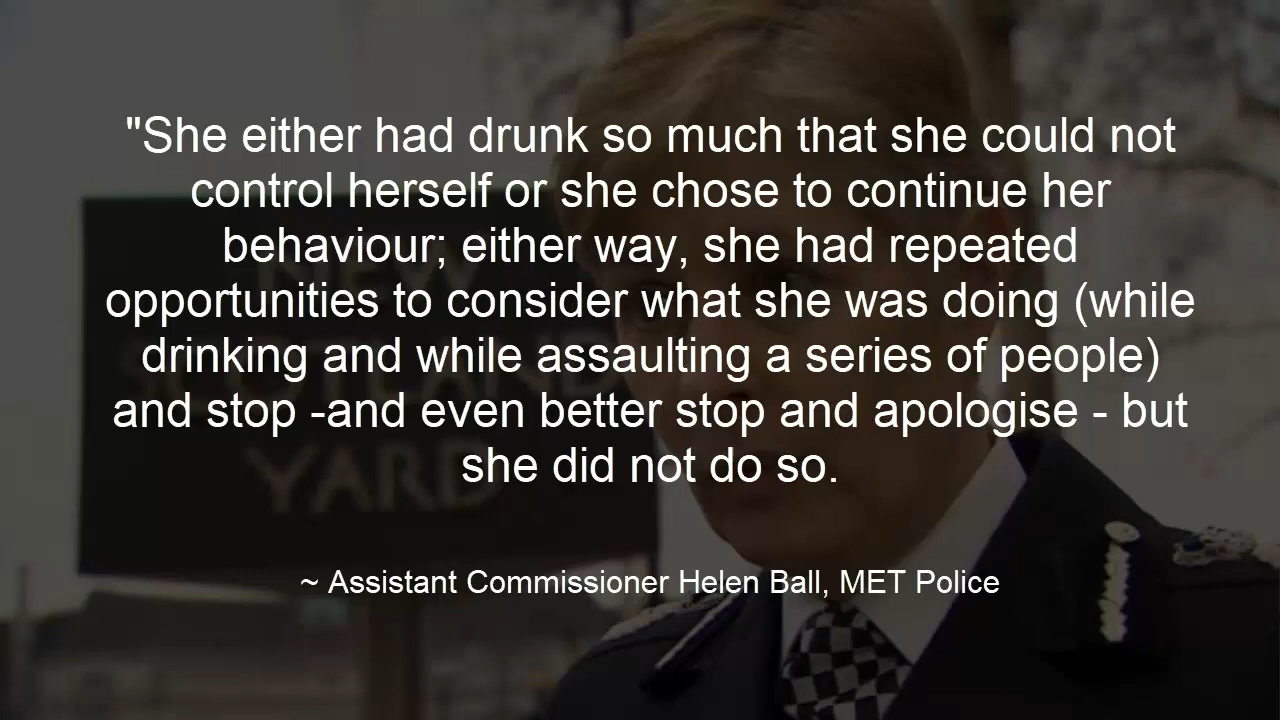 "She either had drunk so much that she could not
control herself or she chose to continue her
behaviour; either way, she had repeated
opportunities to consider what she was doing (while
drinking and while assaulting a series of people)
and stop -and even better stop and apologise - but
she did not do so.
~ Assistant Commissioner Helen Ball, MET Police
NEW
SCOTLAND
YARD